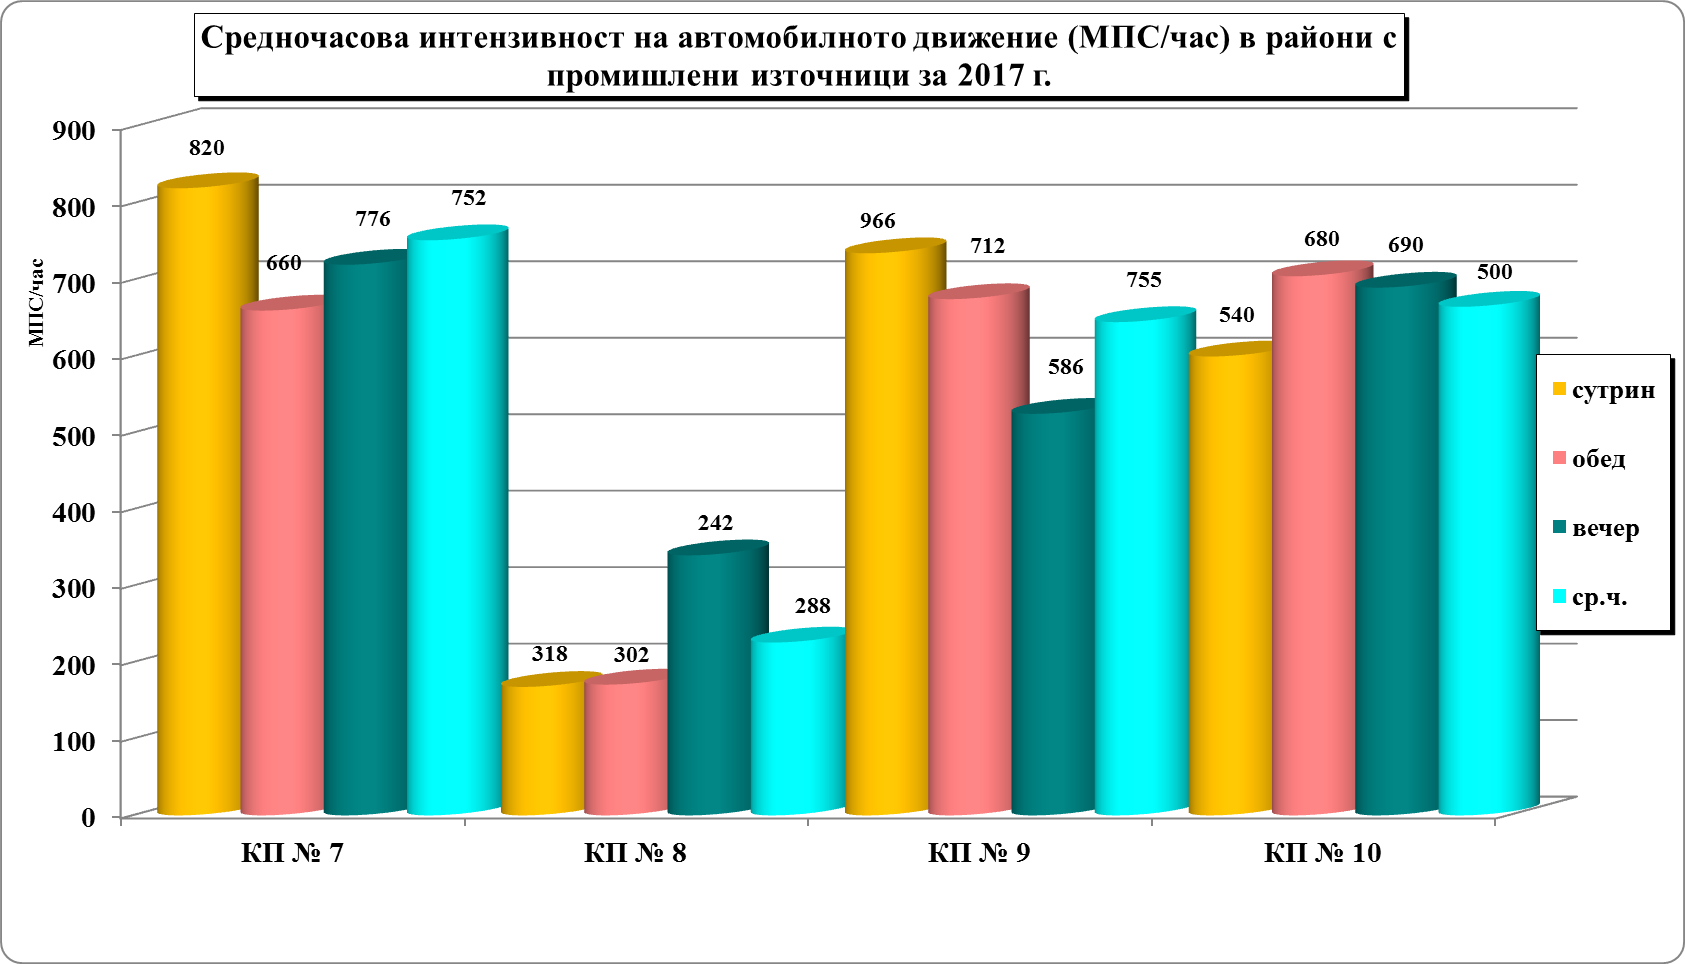 Средночасова интензивност на автомобилното движение (МПС/час) в райони с
промишлени източници за 2017 г.
900
800
700
600
500
400
300
200
100
0
МПС/час
820
660
776
752
318
302
242
288
966
712
586
755
540
680
690
500
КП № 7
КП № 8
КП № 9
КП № 10
сутрин
обед
вечер
ср.ч.